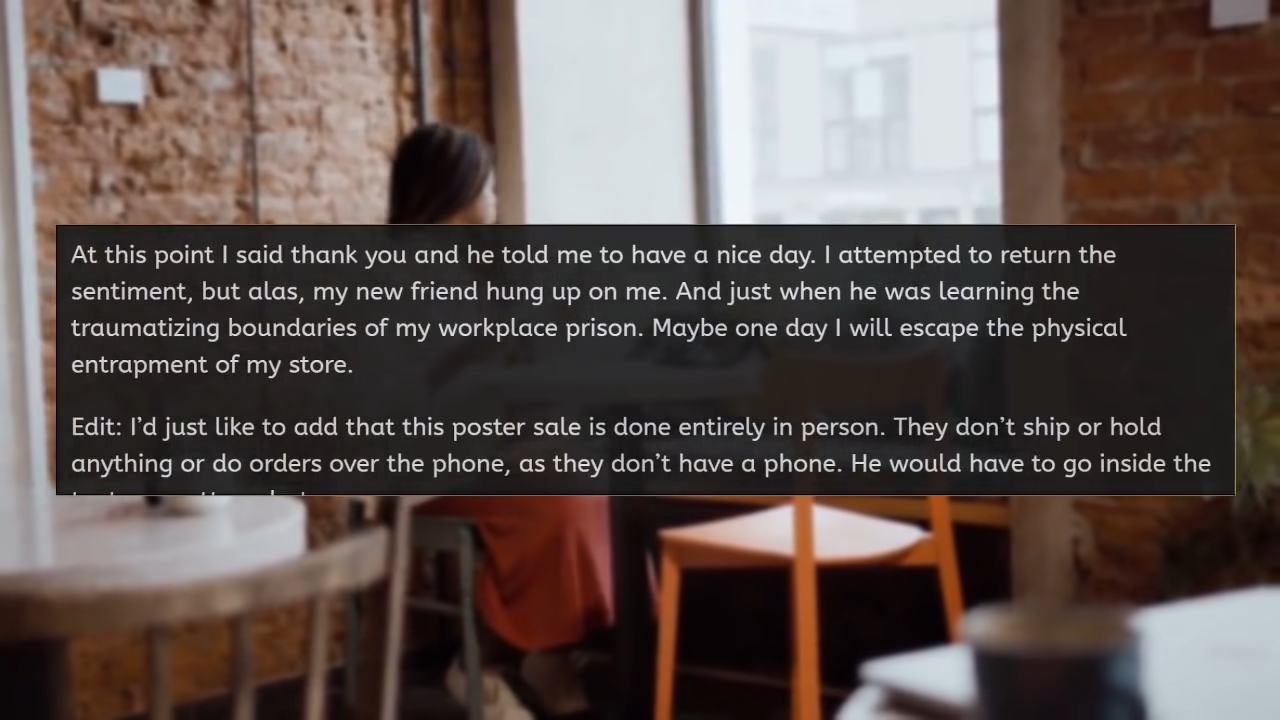 At this point I said thank you and he told me to have a nice day. I attempted to return the
sentiment, but alas, my new friend hung up on me. And just when he was learning the
traumatizing boundaries of my workplace prison. Maybe one day I will escape the physical
entrapment of my store.
Edit: I’d just like to add that this poster sale is done entirely in person. They don’t ship or hold
anything or do orders over the phone, as they don’t have a phone. He would have to go inside the